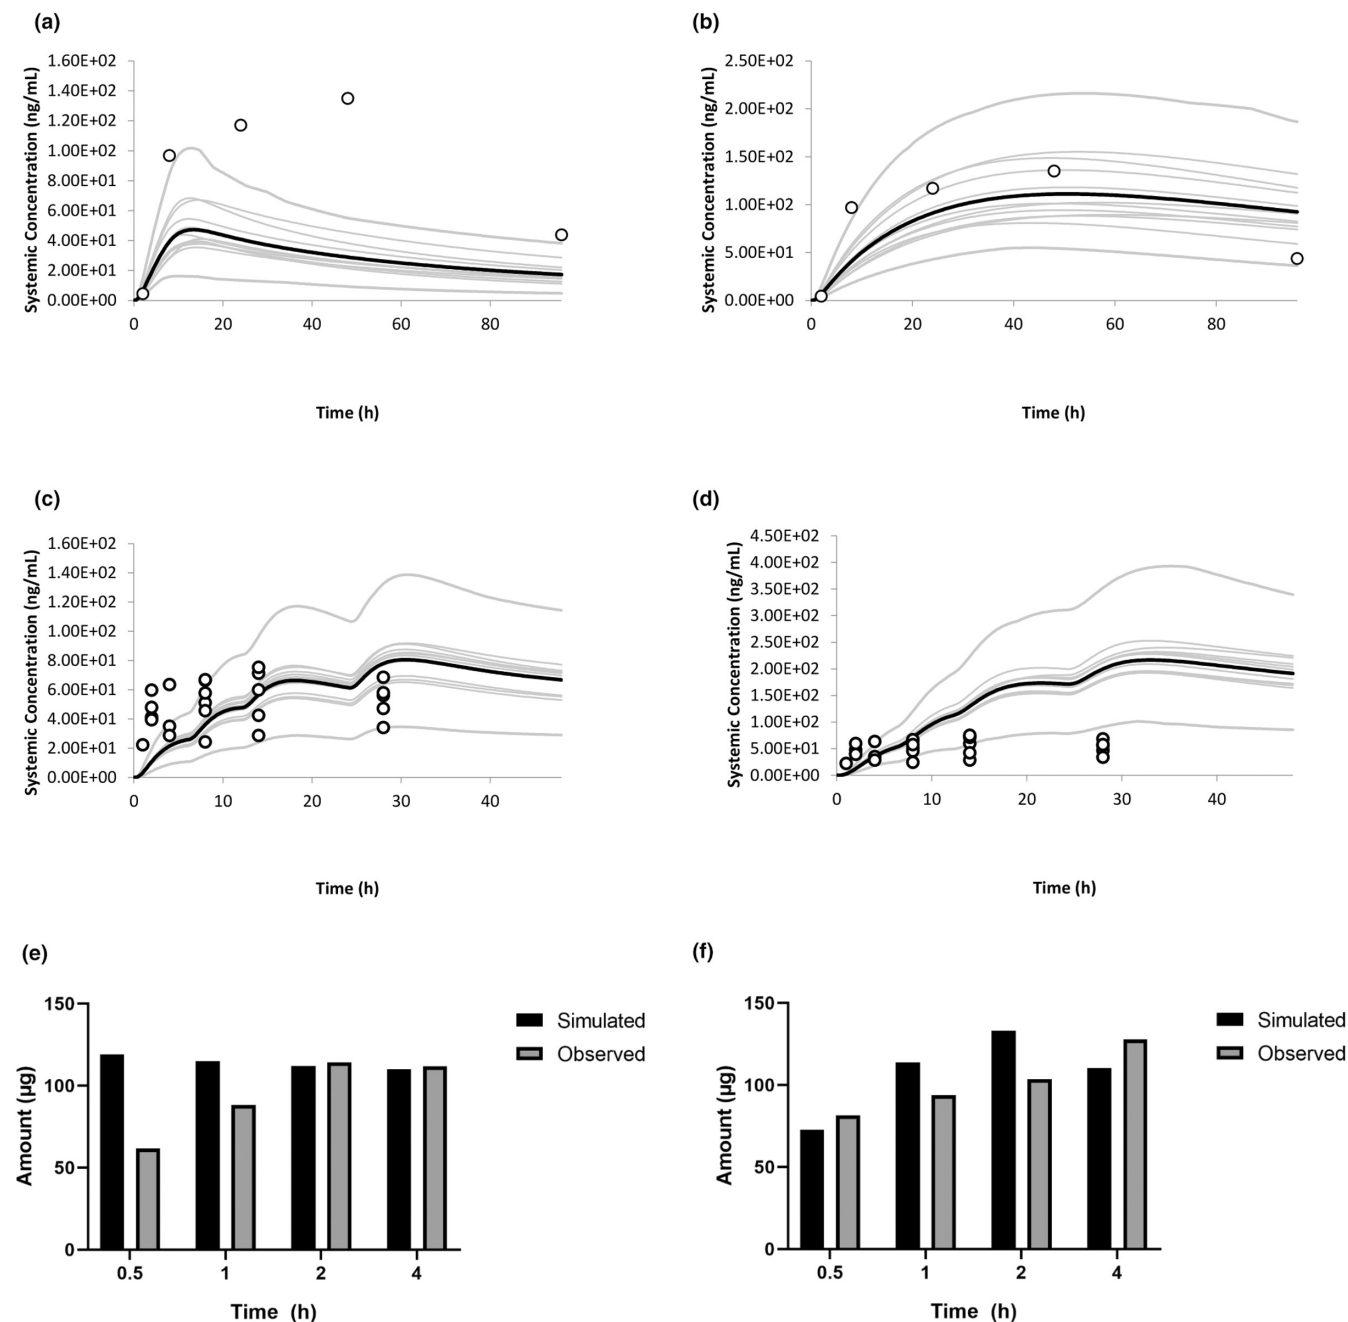 (a)
Systemic Concentration (ng/mL)
1.60E+02
1.40E+02
1.20E+02
1.00E+02
8.00E+01
6.00E+01
4.00E+01
2.00E+01
0.00E+00
0 20 40 60 80
Time (h)
(b)
Systemic Concentration (ng/mL)
2.50E+02
2.00E+02
1.50E+02
1.00E+02
5.00E+01
0.00E+00
0 20 40 60 80
Time (h)
(c)
Systemic Concentration (ng/mL)
1.60E+02
1.40E+02
1.20E+02
1.00E+02
8.00E+01
6.00E+01
4.00E+01
2.00E+01
0.00E+00
0 10 20 30 40
Time (h)
(d)
Systemic Concentration (ng/mL)
4.50E+02
4.00E+02
3.50E+02
3.00E+02
2.50E+02
2.00E+02
1.50E+02
1.00E+02
5.00E+01
0.00E+00
0 10 20 30 40
Time (h)
(e)
Amount (µg)
150
100
50
0
0.5 1 2 4
Time (h)
Simulated
Observed
(f)
Amount (µg)
150
100
50
0
0.5 1 2 4
Time (h)
Simulated
Observed